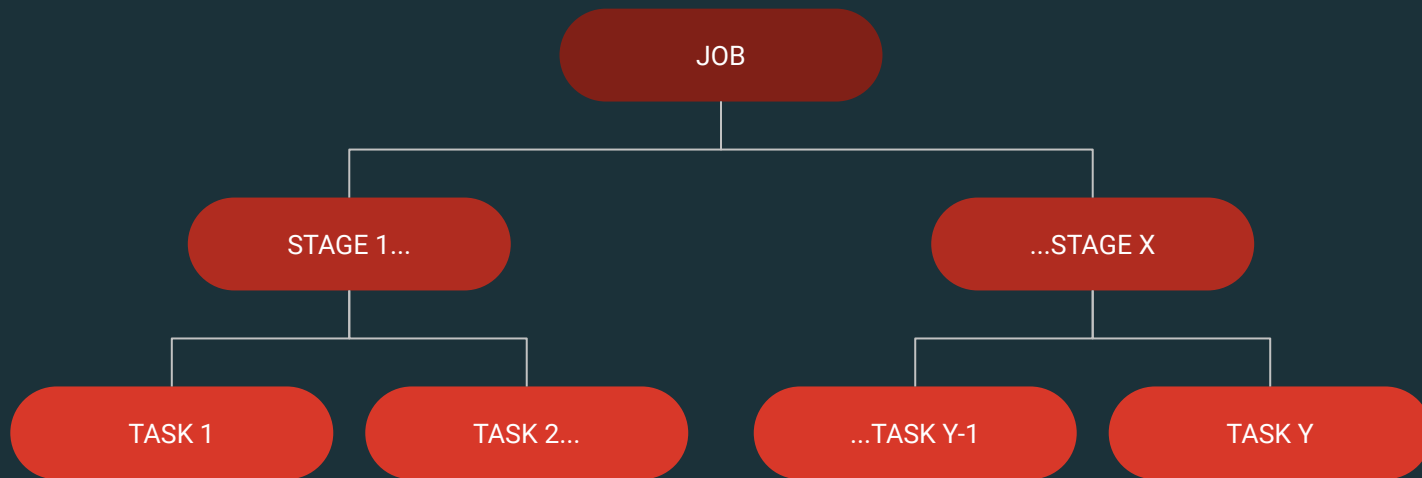 JOB
STAGE 1...
...STAGE X
TASK 1
TASK 2...
...TASK Y-1
TASK Y